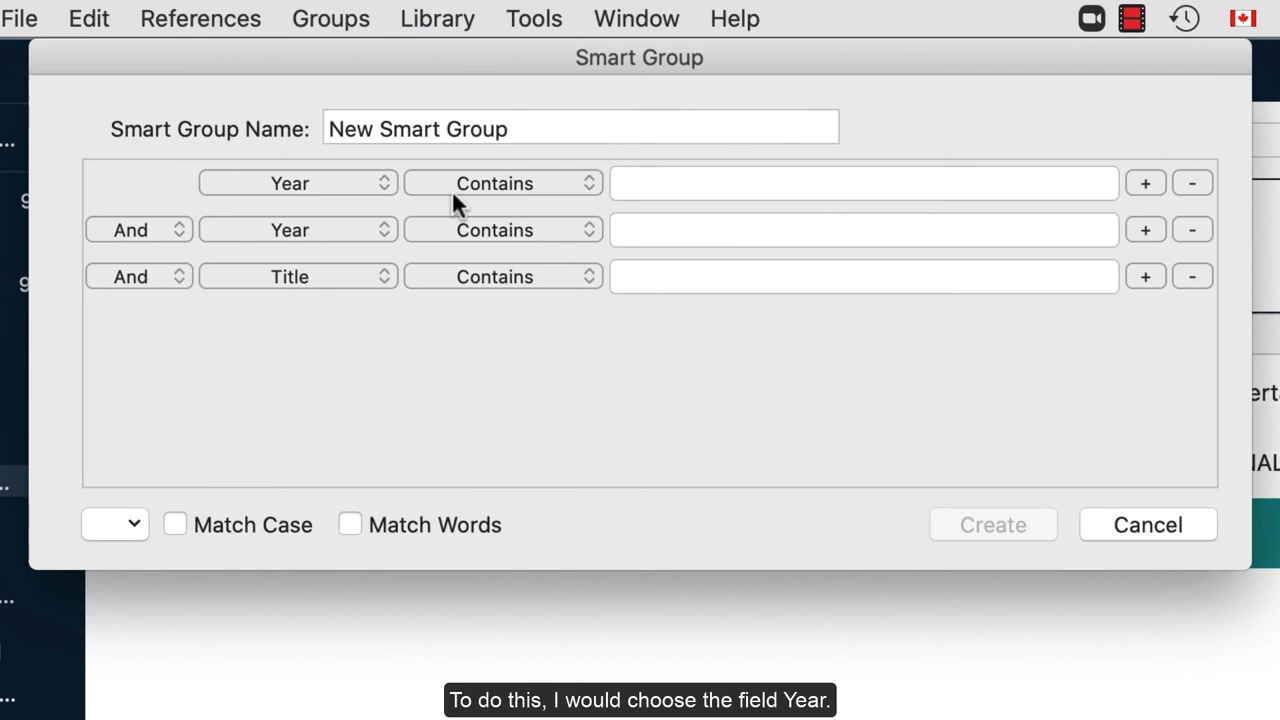 File Edit References Groups Library Tools Window Help
Smart Group
Smart Group Name: New Smart Group
Year Contains + -
And Year Contains + -
And Title Contains + -
Match Case Match Words Create Cancel
To do this, I would choose the field Year.